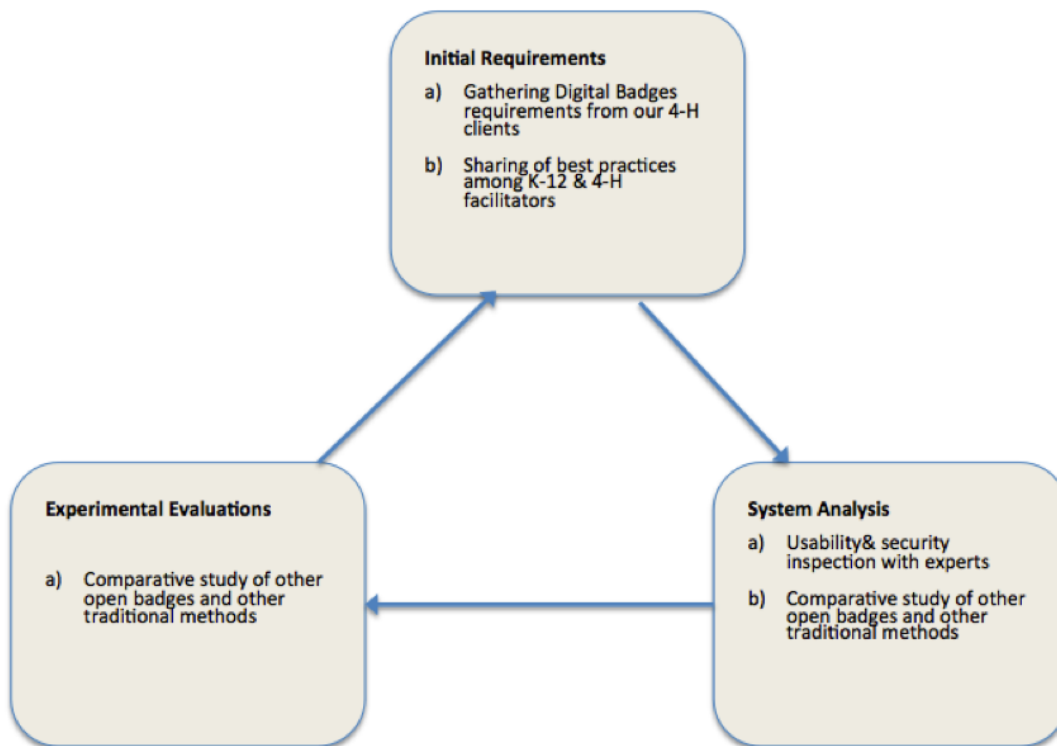 Initial Requirements
a) Gathering Digital Badges
requirements from our 4-H
clients
b) Sharing of best practices
among K-12 & 4-H
facilitators
Experimental Evaluations
a) Comparative study of other
open badges and other
traditional methods
System Analysis
a) Usability& security
inspection with experts
b) Comparative study of other
open badges and other
traditional methods